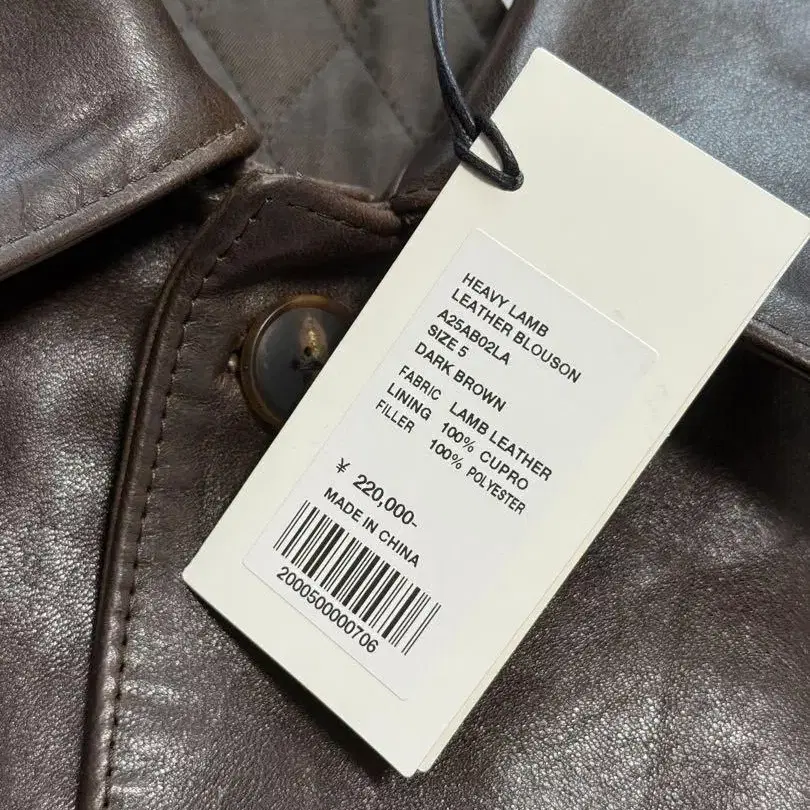 HEAVY LAMB
LEATHER BLOUSON
A25AB02LA
SIZE 5
DARK BROWN
FABRIC LAMB LEATHER
LINING 100% CUPRO
FILLER 100% POLYESTER
¥ 220,000-
MADE IN CHINA
2000500000706